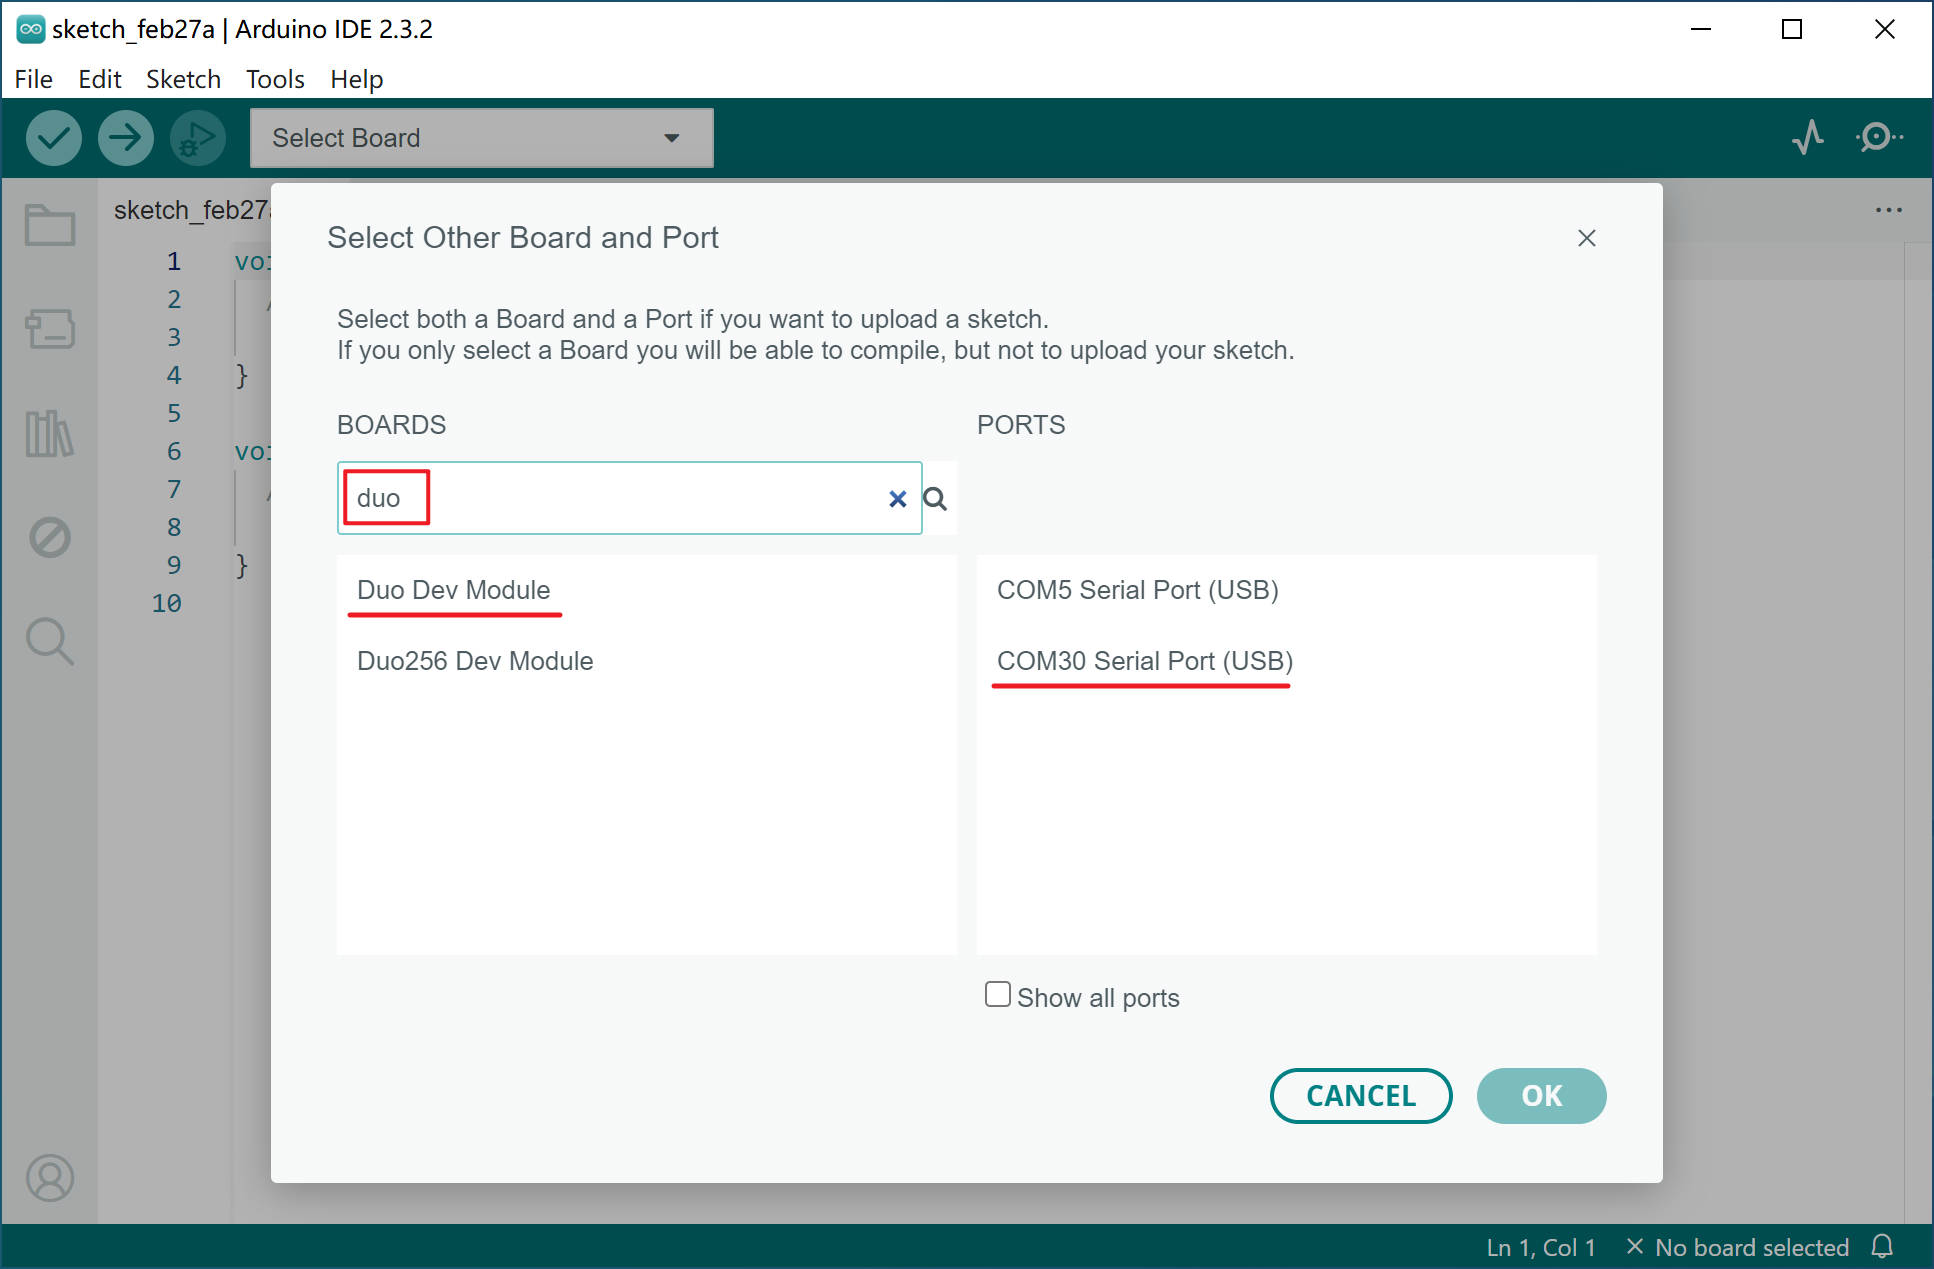 sketch_feb27a | Arduino IDE 2.3.2
File Edit Sketch Tools Help
Select Board
sketch_feb27
Select Other Board and Port
Select both a Board and a Port if you want to upload a sketch.
If you only select a Board you will be able to compile, but not to upload your sketch.
BOARDS
PORTS
duo
Duo Dev Module
Duo256 Dev Module
COM5 Serial Port (USB)
COM30 Serial Port (USB)
Show all ports
CANCEL
OK
1 voi
2 /
3
4 }
5
6 voi
7 /
8
9 }
10
Ln 1, Col 1
No board selected